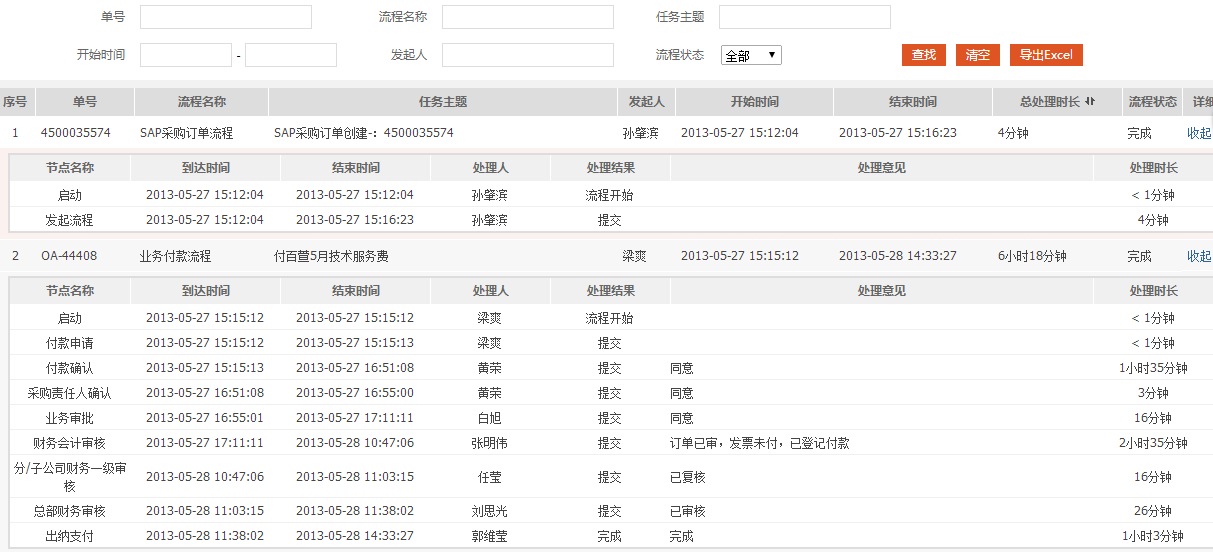 单号 流程名称 任务主题
开始时间 - 发起人 流程状态 全部 查找 清空 导出Excel
序号 单号 流程名称 任务主题 发起人 开始时间 结束时间 总处理时长 流程状态 详细
1 4500035574 SAP采购订单流程 SAP采购订单创建-：4500035574 孙肇滨 2013-05-27 15:12:04 2013-05-27 15:16:23 4分钟 完成 收起
节点名称 到达时间 结束时间 处理人 处理结果 处理意见 处理时长
启动 2013-05-27 15:12:04 2013-05-27 15:12:04 孙肇滨 流程开始 < 1分钟
发起流程 2013-05-27 15:12:04 2013-05-27 15:16:23 孙肇滨 提交 4分钟
2 OA-44408 业务付款流程 付百萱5月技术服务费 梁爽 2013-05-27 15:15:12 2013-05-28 14:33:27 6小时18分钟 完成 收起
节点名称 到达时间 结束时间 处理人 处理结果 处理意见 处理时长
启动 2013-05-27 15:15:12 2013-05-27 15:15:12 梁爽 流程开始 < 1分钟
付款申请 2013-05-27 15:15:12 2013-05-27 15:15:13 梁爽 提交 < 1分钟
付款确认 2013-05-27 15:15:13 2013-05-27 16:51:08 黄荣 提交 同意 1小时35分钟
采购责任人确认 2013-05-27 16:51:08 2013-05-27 16:55:00 黄荣 提交 同意 3分钟
业务审批 2013-05-27 16:55:01 2013-05-27 17:11:11 白旭 提交 同意 16分钟
财务会计审核 2013-05-27 17:11:11 2013-05-28 10:47:06 张明伟 提交 订单已审，发票未付，已登记付款 2小时35分钟
分/子公司财务一级审
核 2013-05-28 10:47:06 2013-05-28 11:03:15 任莹 提交 已复核 16分钟
总部财务审核 2013-05-28 11:03:15 2013-05-28 11:38:02 刘思光 提交 已审核 26分钟
出纳支付 2013-05-28 11:38:02 2013-05-28 14:33:27 郭维莹 完成 完成 1小时3分钟